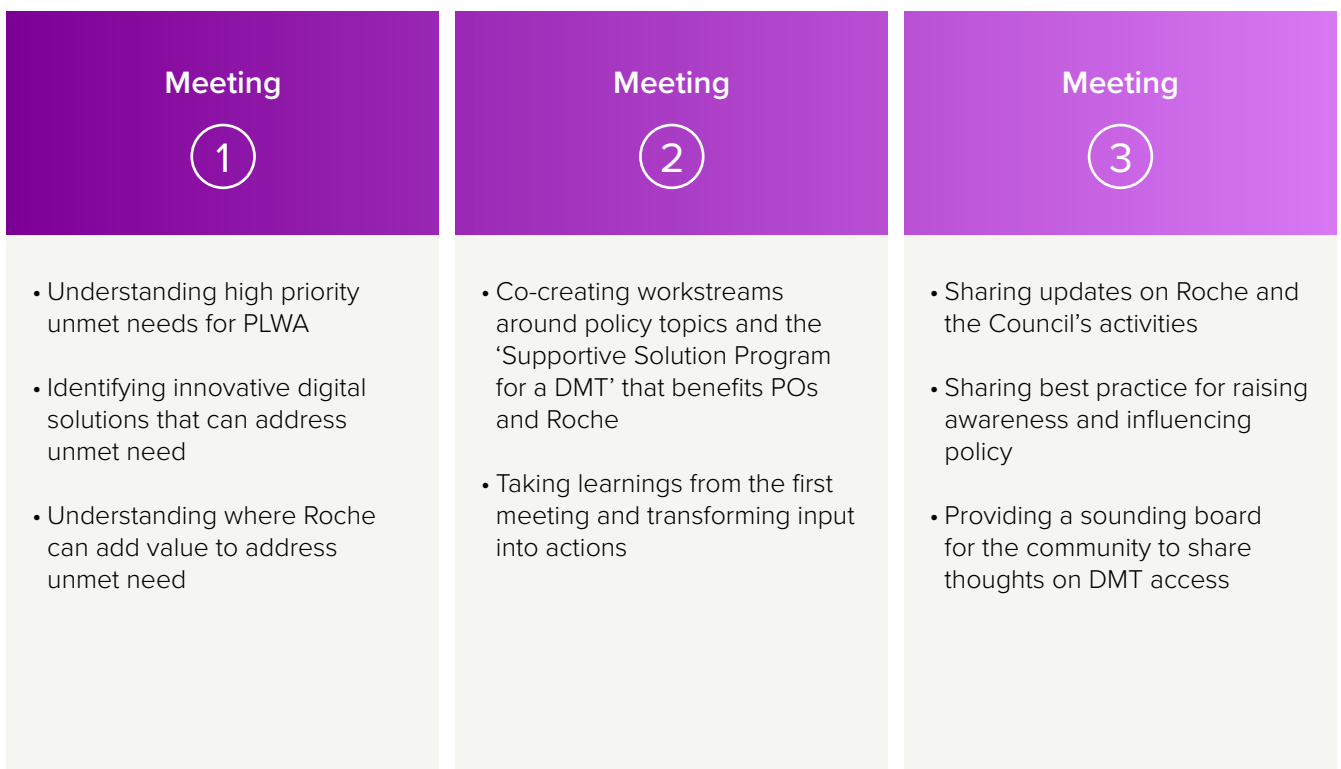 Meeting
1
• Understanding high priority
unmet needs for PLWA
• Identifying innovative digital
solutions that can address
unmet need
• Understanding where Roche
can add value to address
unmet need
Meeting
2
• Co-creating workstreams
around policy topics and the
‘Supportive Solution Program
for a DMT’ that benefits POs
and Roche
• Taking learnings from the first
meeting and transforming input
into actions
Meeting
3
• Sharing updates on Roche and
the Council’s activities
• Sharing best practice for raising
awareness and influencing
policy
• Providing a sounding board
for the community to share
thoughts on DMT access